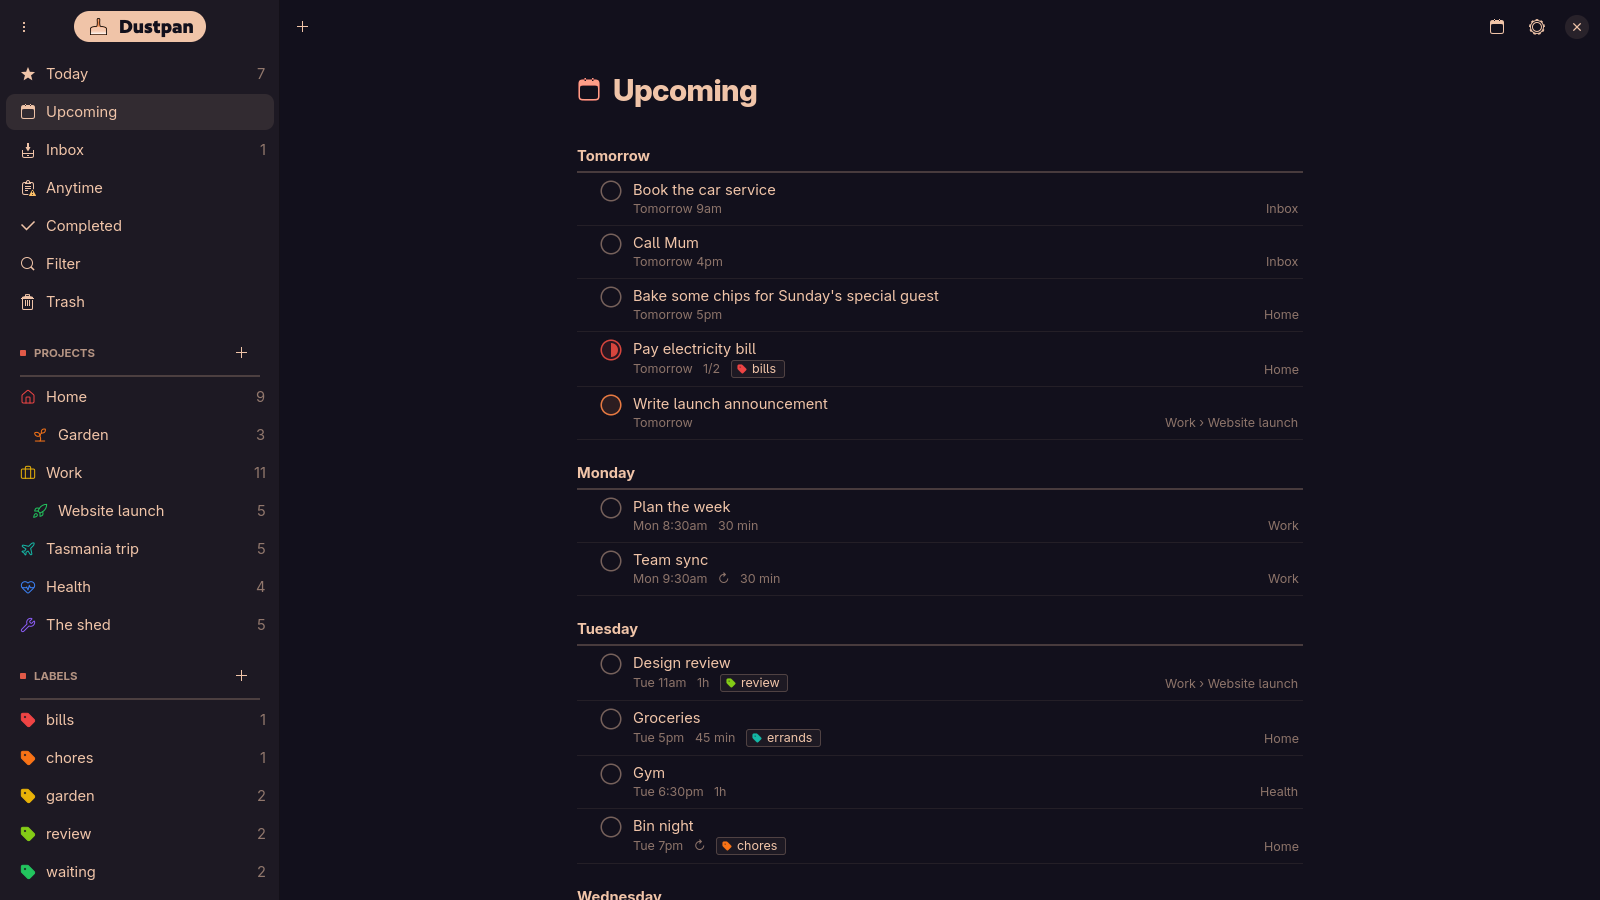 Dustpan
Today 7
Upcoming
Inbox 1
Anytime
Completed
Filter
Trash
PROJECTS
Home 9
Garden 3
Work 11
Website launch 5
Tasmania trip 5
Health 4
The shed 5
LABELS
bills 1
chores 1
garden 2
review 2
waiting 2
Upcoming
Tomorrow
Book the car service
Tomorrow 9am Inbox
Call Mum
Tomorrow 4pm Inbox
Bake some chips for Sunday's special guest
Tomorrow 5pm Home
Pay electricity bill
Tomorrow 1/2 bills Home
Write launch announcement
Tomorrow Work › Website launch
Monday
Plan the week
Mon 8:30am 30 min Work
Team sync
Mon 9:30am 30 min Work
Tuesday
Design review
Tue 11am 1h review Work › Website launch
Groceries
Tue 5pm 45 min errands Home
Gym
Tue 6:30pm 1h Health
Bin night
Tue 7pm chores Home
Wednesday